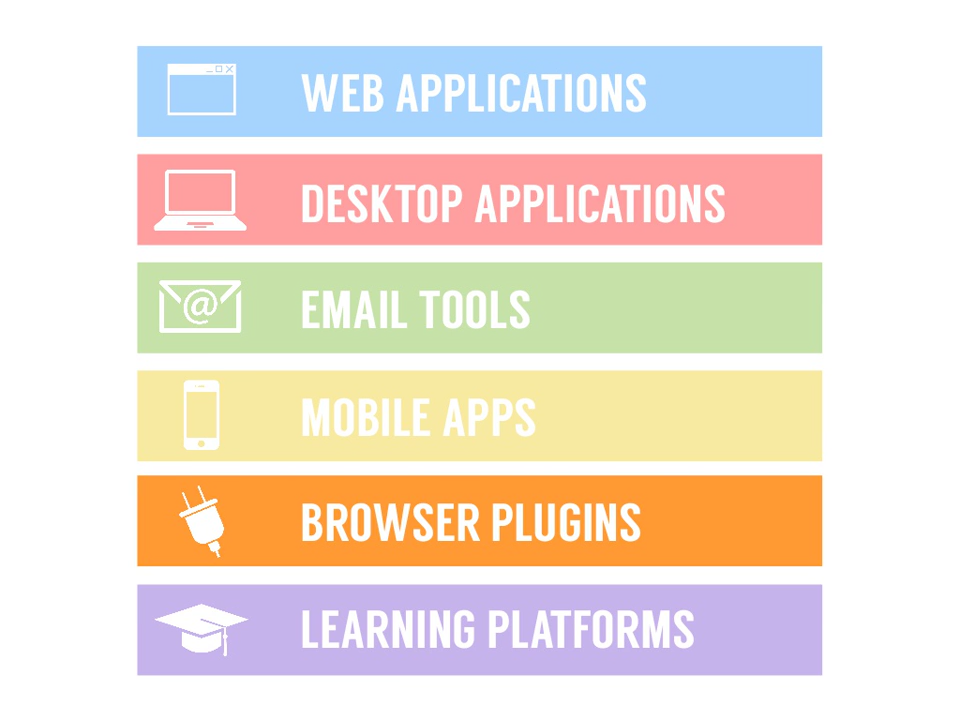 WEB APPLICATIONS
DESKTOP APPLICATIONS
@
EMAIL TOOLS
MOBILE APPS
BROWSER PLUGINS
LEARNING PLATFORMS